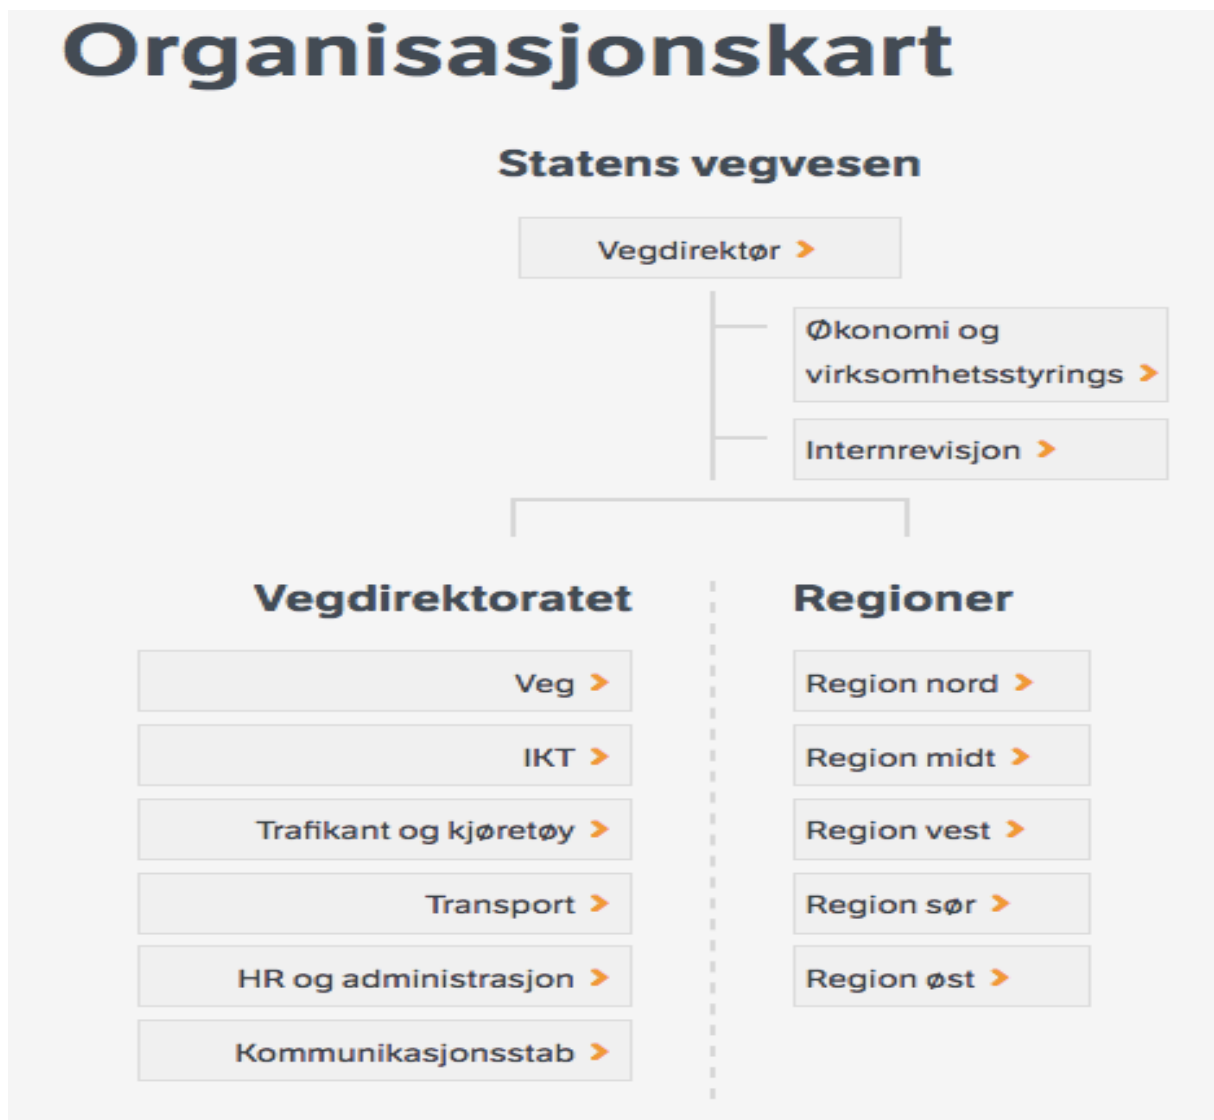 Organisasjonskart
Statens vegvesen
Vegdirektør
Økonomi og
virksomhetsstyrings
Internrevisjon
Vegdirektoratet
Veg
IKT
Trafikant og kjøretøy
Transport
HR og administrasjon
Kommunikasjonsstab
Regioner
Region nord
Region midt
Region vest
Region sør
Region øst